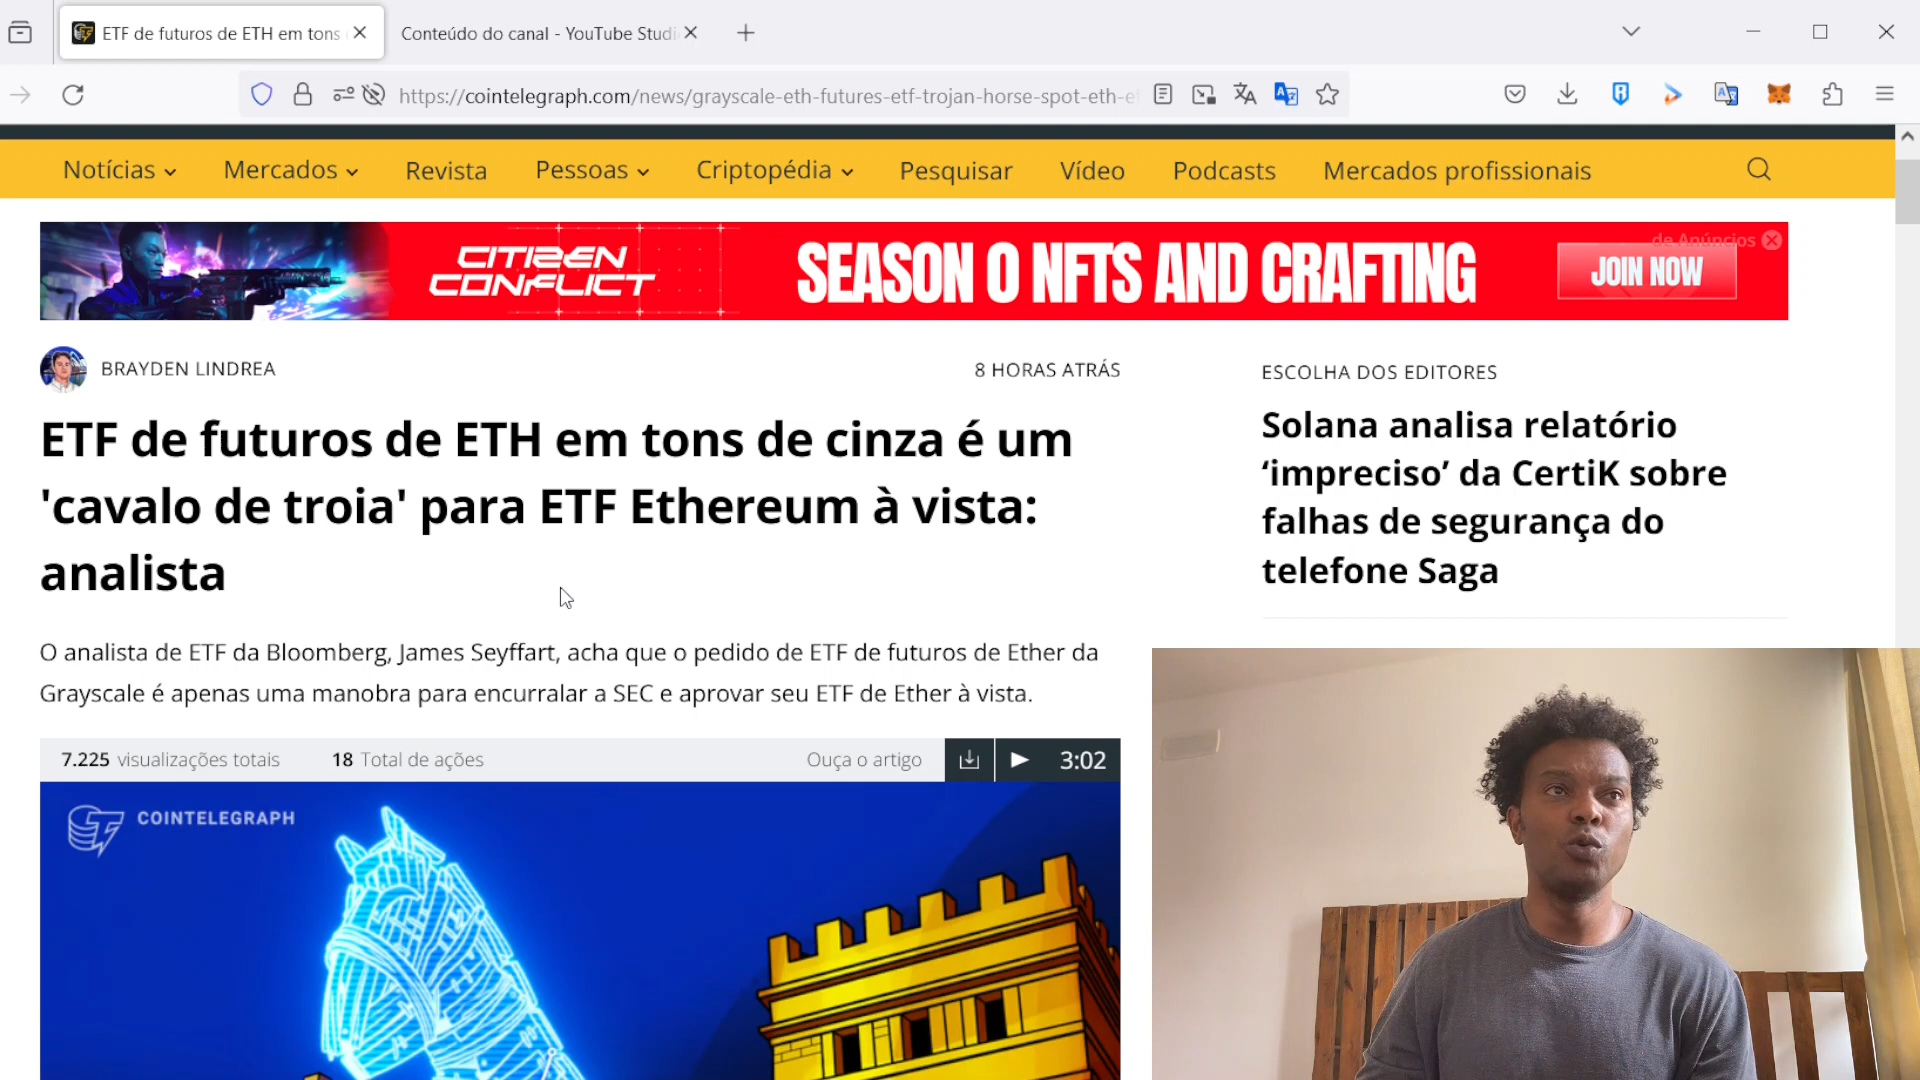 ETF de futuros de ETH em tons
Conteúdo do canal - YouTube Studi
https://cointelegraph.com/news/grayscale-eth-futures-etf-trojan-horse-spot-eth-e
Notícias
Mercados
Revista
Pessoas
Criptopédia
Pesquisar
Vídeo
Podcasts
Mercados profissionais
CITIZEN
CONFLICT
SEASON 0 NFTS AND CRAFTING
de Anúncios
JOIN NOW
BRAYDEN LINDREA
8 HORAS ATRÁS
ETF de futuros de ETH em tons de cinza é um
'cavalo de troia' para ETF Ethereum à vista:
analista
O analista de ETF da Bloomberg, James Seyffart, acha que o pedido de ETF de futuros de Ether da
Grayscale é apenas uma manobra para encurralar a SEC e aprovar seu ETF de Ether à vista.
7.225 visualizações totais
18 Total de ações
Ouça o artigo
3:02
COINTELEGRAPH
ESCOLHA DOS EDITORES
Solana analisa relatório
‘impreciso’ da CertiK sobre
falhas de segurança do
telefone Saga